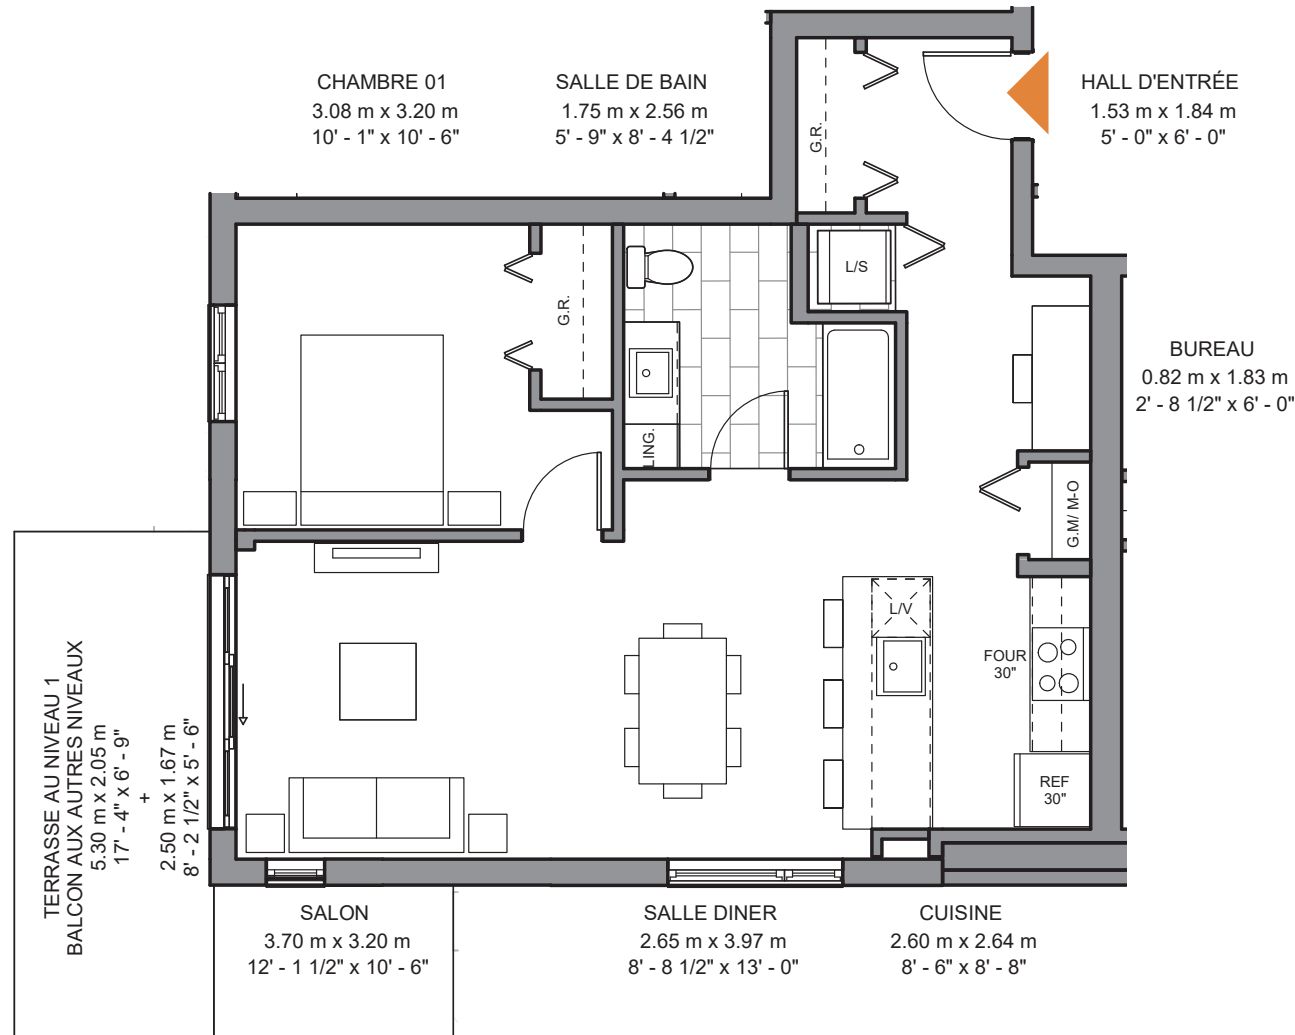 CHAMBRE 01
3.08 m x 3.20 m
10' - 1" x 10' - 6"
SALLE DE BAIN
1.75 m x 2.56 m
5' - 9" x 8' - 4 1/2"
HALL D'ENTRÉE
1.53 m x 1.84 m
5' - 0" x 6' - 0"
G.R.
L/S
G.R.
BUREAU
0.82 m x 1.83 m
2' - 8 1/2" x 6' - 0"
LING.
G.M/ M-O
L/V
FOUR
30"
REF
30"
TERRASSE AU NIVEAU 1
BALCON AUX AUTRES NIVEAUX
5.30 m x 2.05 m
17' - 4" x 6' - 9"
+
2.50 m x 1.67 m
8' - 2 1/2" x 5' - 6"
SALON
3.70 m x 3.20 m
12' - 1 1/2" x 10' - 6"
SALLE DINER
2.65 m x 3.97 m
8' - 8 1/2" x 13' - 0"
CUISINE
2.60 m x 2.64 m
8' - 6" x 8' - 8"